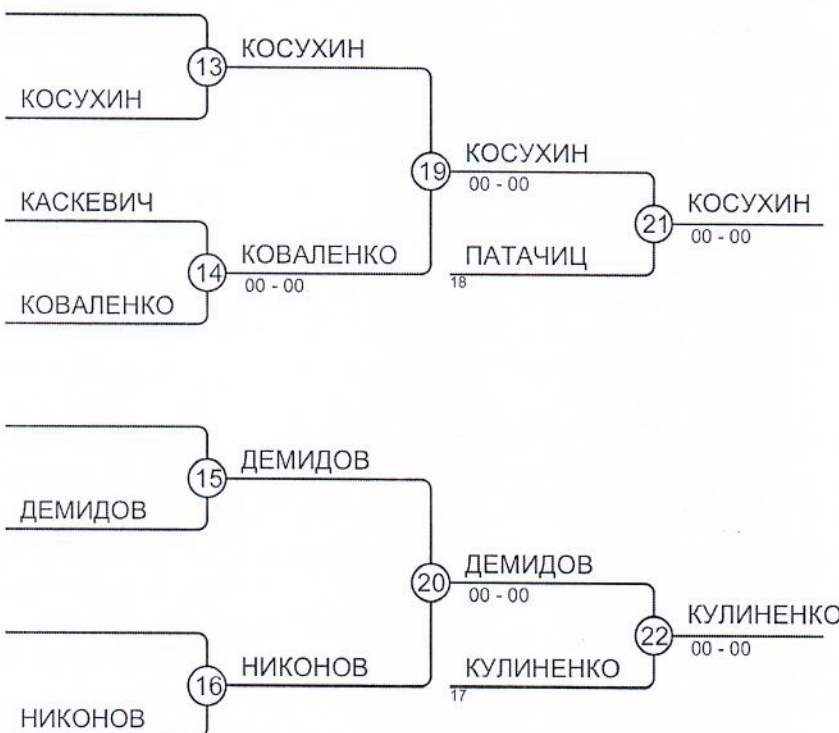 13
КОСУХИН
КОСУХИН
19
КОСУХИН
00 - 00
КАСКЕВИЧ
21
КОСУХИН
00 - 00
14
КОВАЛЕНКО
00 - 00
ПАТАЧИЦ
18
КОВАЛЕНКО
15
ДЕМИДОВ
ДЕМИДОВ
20
ДЕМИДОВ
00 - 00
22
КУЛИНЕНКО
00 - 00
16
НИКОНОВ
КУЛИНЕНКО
17
НИКОНОВ